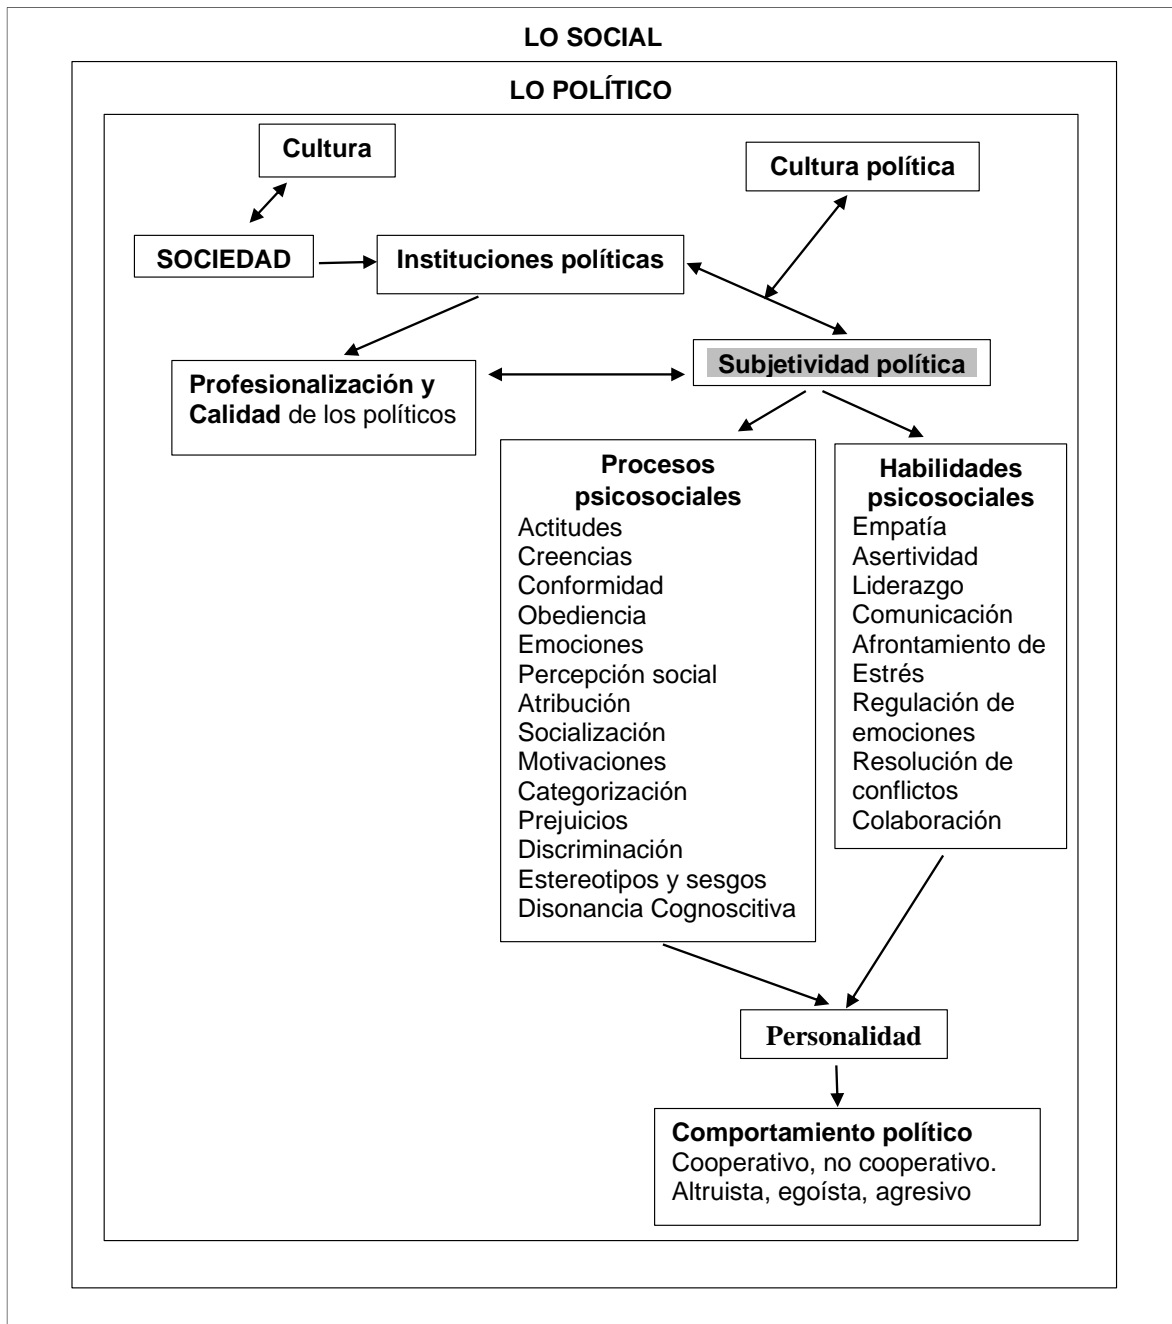 LO SOCIAL
LO POLÍTICO
Cultura
Cultura política
SOCIEDAD
Instituciones políticas
Subjetividad política
Profesionalización y
Calidad de los políticos
Procesos
psicosociales
Actitudes
Creencias
Conformidad
Obediencia
Emociones
Percepción social
Atribución
Socialización
Motivaciones
Categorización
Prejuicios
Discriminación
Estereotipos y sesgos
Disonancia Cognoscitiva
Habilidades
psicosociales
Empatía
Asertividad
Liderazgo
Comunicación
Afrontamiento de
Estrés
Regulación de
emociones
Resolución de
conflictos
Colaboración
Personalidad
Comportamiento político
Cooperativo, no cooperativo.
Altruista, egoísta, agresivo